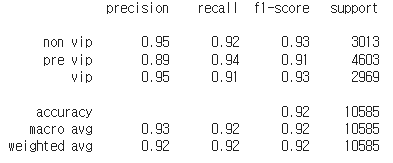 precision recall f1-score support
non vip 0.95 0.92 0.93 3013
pre vip 0.89 0.94 0.91 4603
vip 0.95 0.91 0.93 2969
accuracy 0.92 10585
macro avg 0.93 0.92 0.92 10585
weighted avg 0.92 0.92 0.92 10585